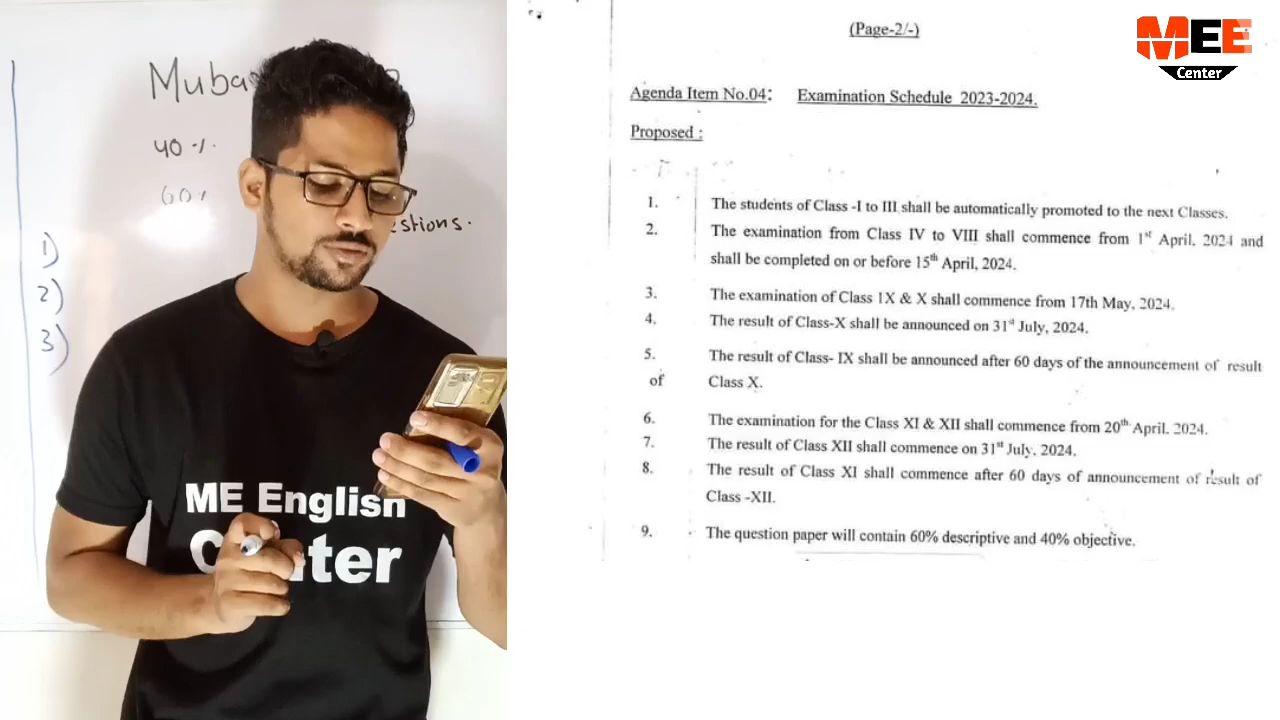 40 %
60%
estions.
1)
2)
3)
ME English
Center
MEE
Center
(Page-2/-)
Agenda Item No.04: Examination Schedule 2023-2024.
Proposed :
1. The students of Class -I to III shall be automatically promoted to the next Classes.
2. The examination from Class IV to VIII shall commence from 1st April, 2024 and
shall be completed on or before 15th April, 2024.
3. The examination of Class 1X & X shall commence from 17th May, 2024.
4. The result of Class-X shall be announced on 31st July, 2024.
5. The result of Class- IX shall be announced after 60 days of the announcement of result
of Class X.
6. The examination for the Class XI & XII shall commence from 20th April, 2024.
7. The result of Class XII shall commence on 31st July, 2024.
8. The result of Class XI shall commence after 60 days of announcement of result of
Class -XII.
9. The question paper will contain 60% descriptive and 40% objective.